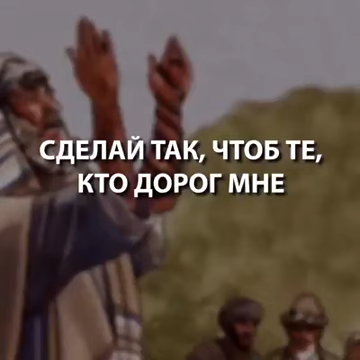 СДЕЛАЙ ТАК, ЧТОБ ТЕ,
КТО ДОРОГ МНЕ